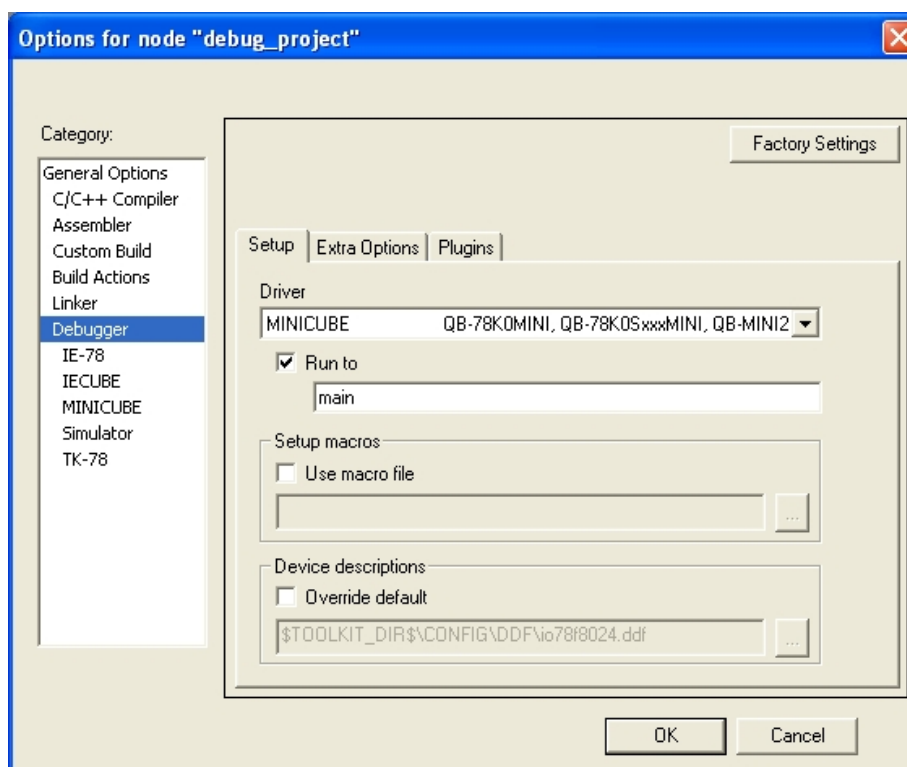 Options for node "debug_project"
Category:
Factory Settings
General Options
C/C++ Compiler
Assembler
Custom Build
Build Actions
Linker
Debugger
IE-78
IECUBE
MINICUBE
Simulator
TK-78
Setup
Extra Options
Plugins
Driver
MINICUBE QB-78K0MINI, QB-78K0SxxxMINI, QB-MINI2
Run to
main
Setup macros
Use macro file
...
Device descriptions
Override default
$TOOLKIT_DIR$\CONFIG\DDF\io78f8024.ddf
...
OK
Cancel